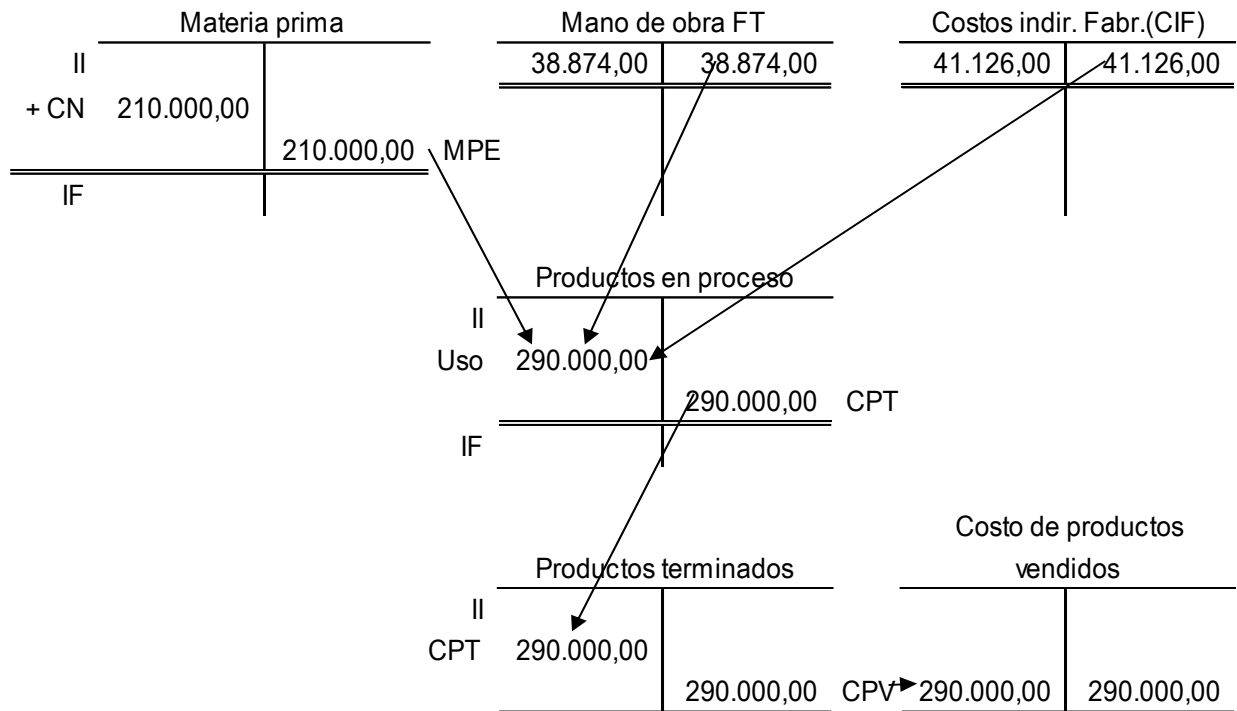 Materia prima Mano de obra FT Costos indir. Fabr.(CIF)
II 38.874,00 38.874,00 41.126,00 41.126,00
+ CN 210.000,00
210.000,00 MPE
IF
Productos en proceso
II
Uso 290.000,00
290.000,00 CPT
IF
Costo de productos
Productos terminados vendidos
II
CPT 290.000,00
290.000,00 CPV 290.000,00 290.000,00